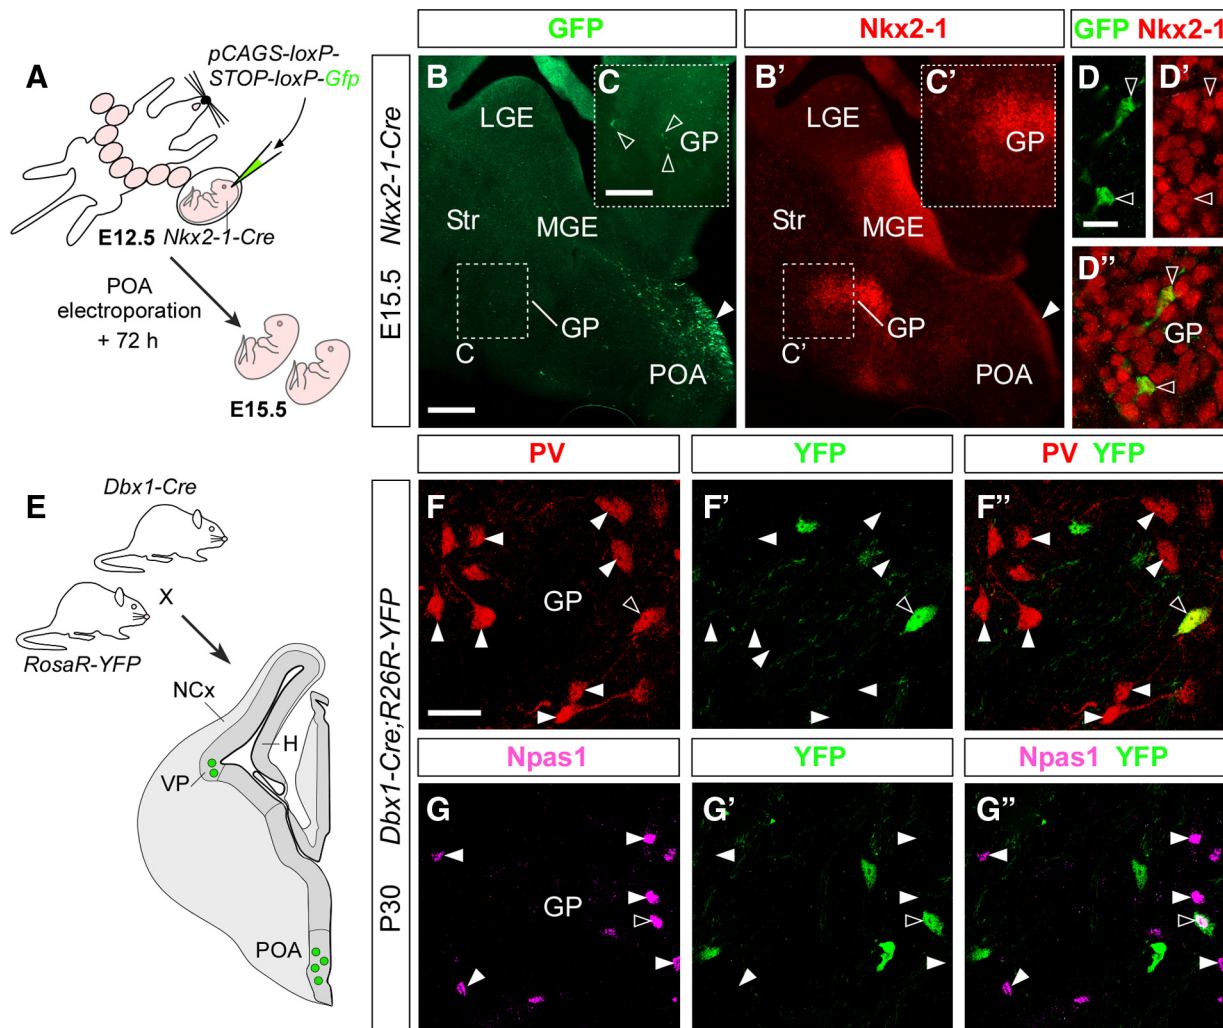 A
pCAGS-loxP-
STOP-loxP-Gfp
E12.5 Nkx2-1-Cre
POA
electroporation
+ 72 h
E15.5
E15.5 Nkx2-1-Cre
GFP
Nkx2-1
GFP Nkx2-1
B
LGE
C
GP
Str
MGE
GP
C
POA
B'
LGE
C'
GP
Str
MGE
GP
C'
POA
D
D'
D''
GP
E
Dbx1-Cre
X
RosaR-YFP
NCx
H
VP
POA
P30 Dbx1-Cre;R26R-YFP
PV
YFP
PV YFP
F
GP
F'
F''
Npas1
YFP
Npas1 YFP
G
GP
G'
G''